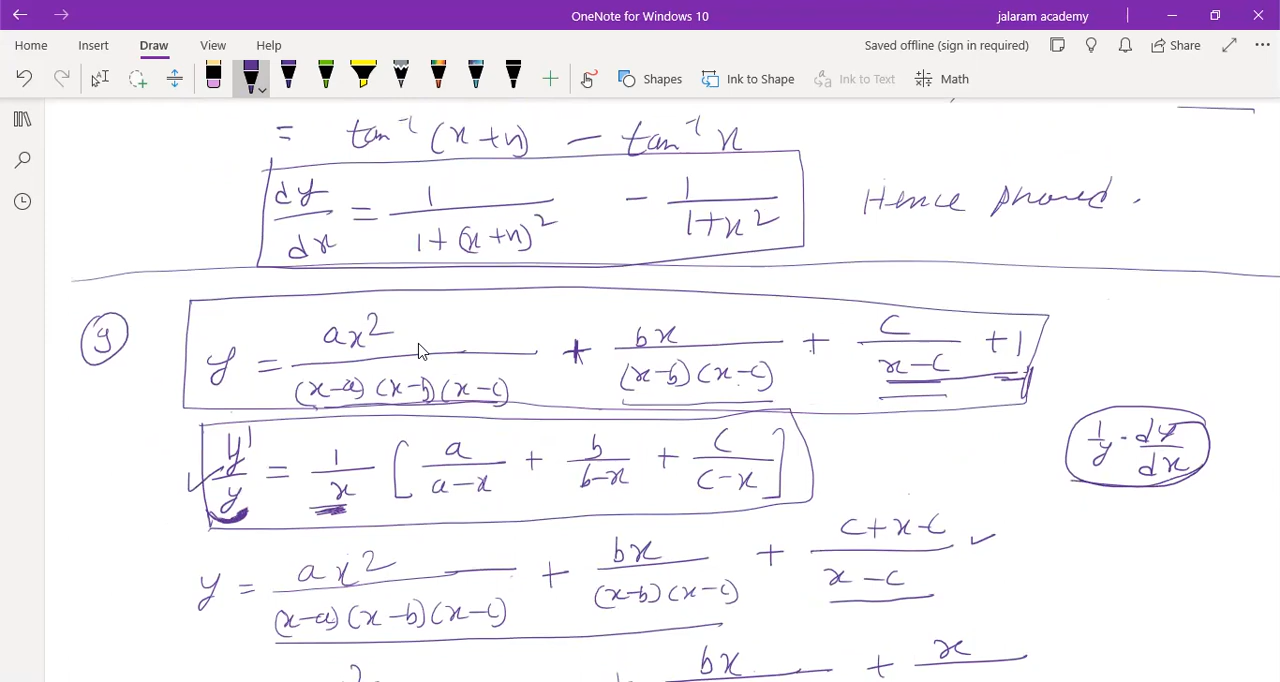 OneNote for Windows 10
jalaram academy
Home Insert Draw View Help
Saved offline (sign in required) Share
Shapes Ink to Shape Ink to Text Math
= tan⁻¹ (x+n) − tan⁻¹ x
dy/dx = 1/(1+(x+n)²) − 1/(1+x²) Hence proved.
9 y = ax²/((x-a)(x-b)(x-c)) + bx/((x-b)(x-c)) + c/(x-c) +1
y'/y = 1/x [a/(a-x) + b/(b-x) + c/(c-x)] 1/y · dy/dx
y = ax²/((x-a)(x-b)(x-c)) + bx/((x-b)(x-c)) + (c+x-c)/(x-c)
bx + x